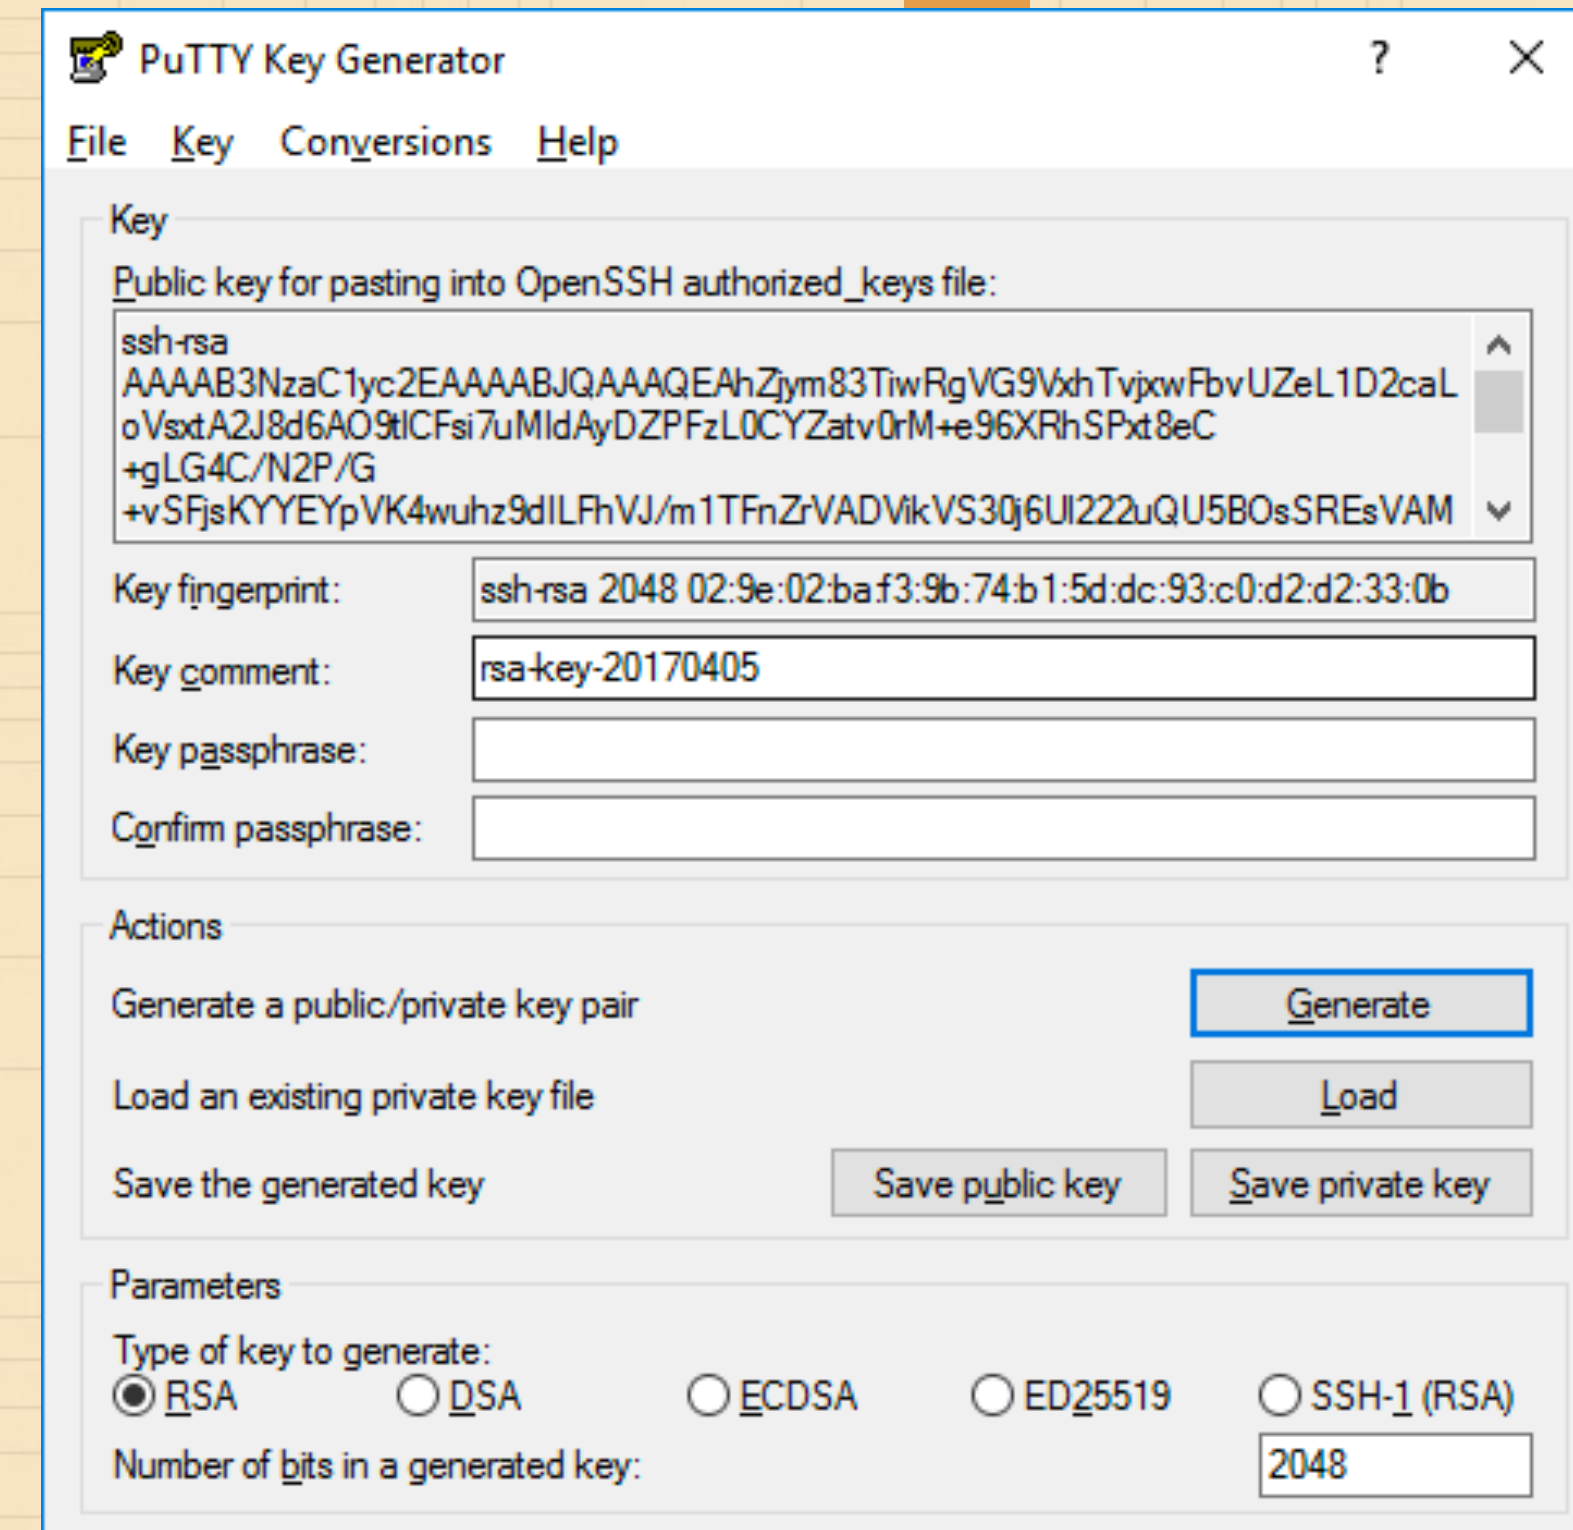 PuTTY Key Generator ?
File Key Conversions Help
Key
Public key for pasting into OpenSSH authorized_keys file:
ssh-rsa
AAAAB3NzaC1yc2EAAAABJQAAAQEAhZjym83TiwRgVG9VxhTvjxwFbvUZeL1D2caL
oVsxtA2J8d6AO9tlCFsi7uMIdAyDZPFzL0CYZatv0rM+e96XRhSPxt8eC
+gLG4C/N2P/G
+vSFjsKYYEYpVK4wuhz9dILFhVJ/m1TFnZrVADVikVS30j6UI222uQU5BOsSREsVAM
Key fingerprint: ssh-rsa 2048 02:9e:02:ba:f3:9b:74:b1:5d:dc:93:c0:d2:d2:33:0b
Key comment: rsa-key-20170405
Key passphrase:
Confirm passphrase:
Actions
Generate a public/private key pair Generate
Load an existing private key file Load
Save the generated key Save public key Save private key
Parameters
Type of key to generate:
RSA DSA ECDSA ED25519 SSH-1 (RSA)
Number of bits in a generated key: 2048